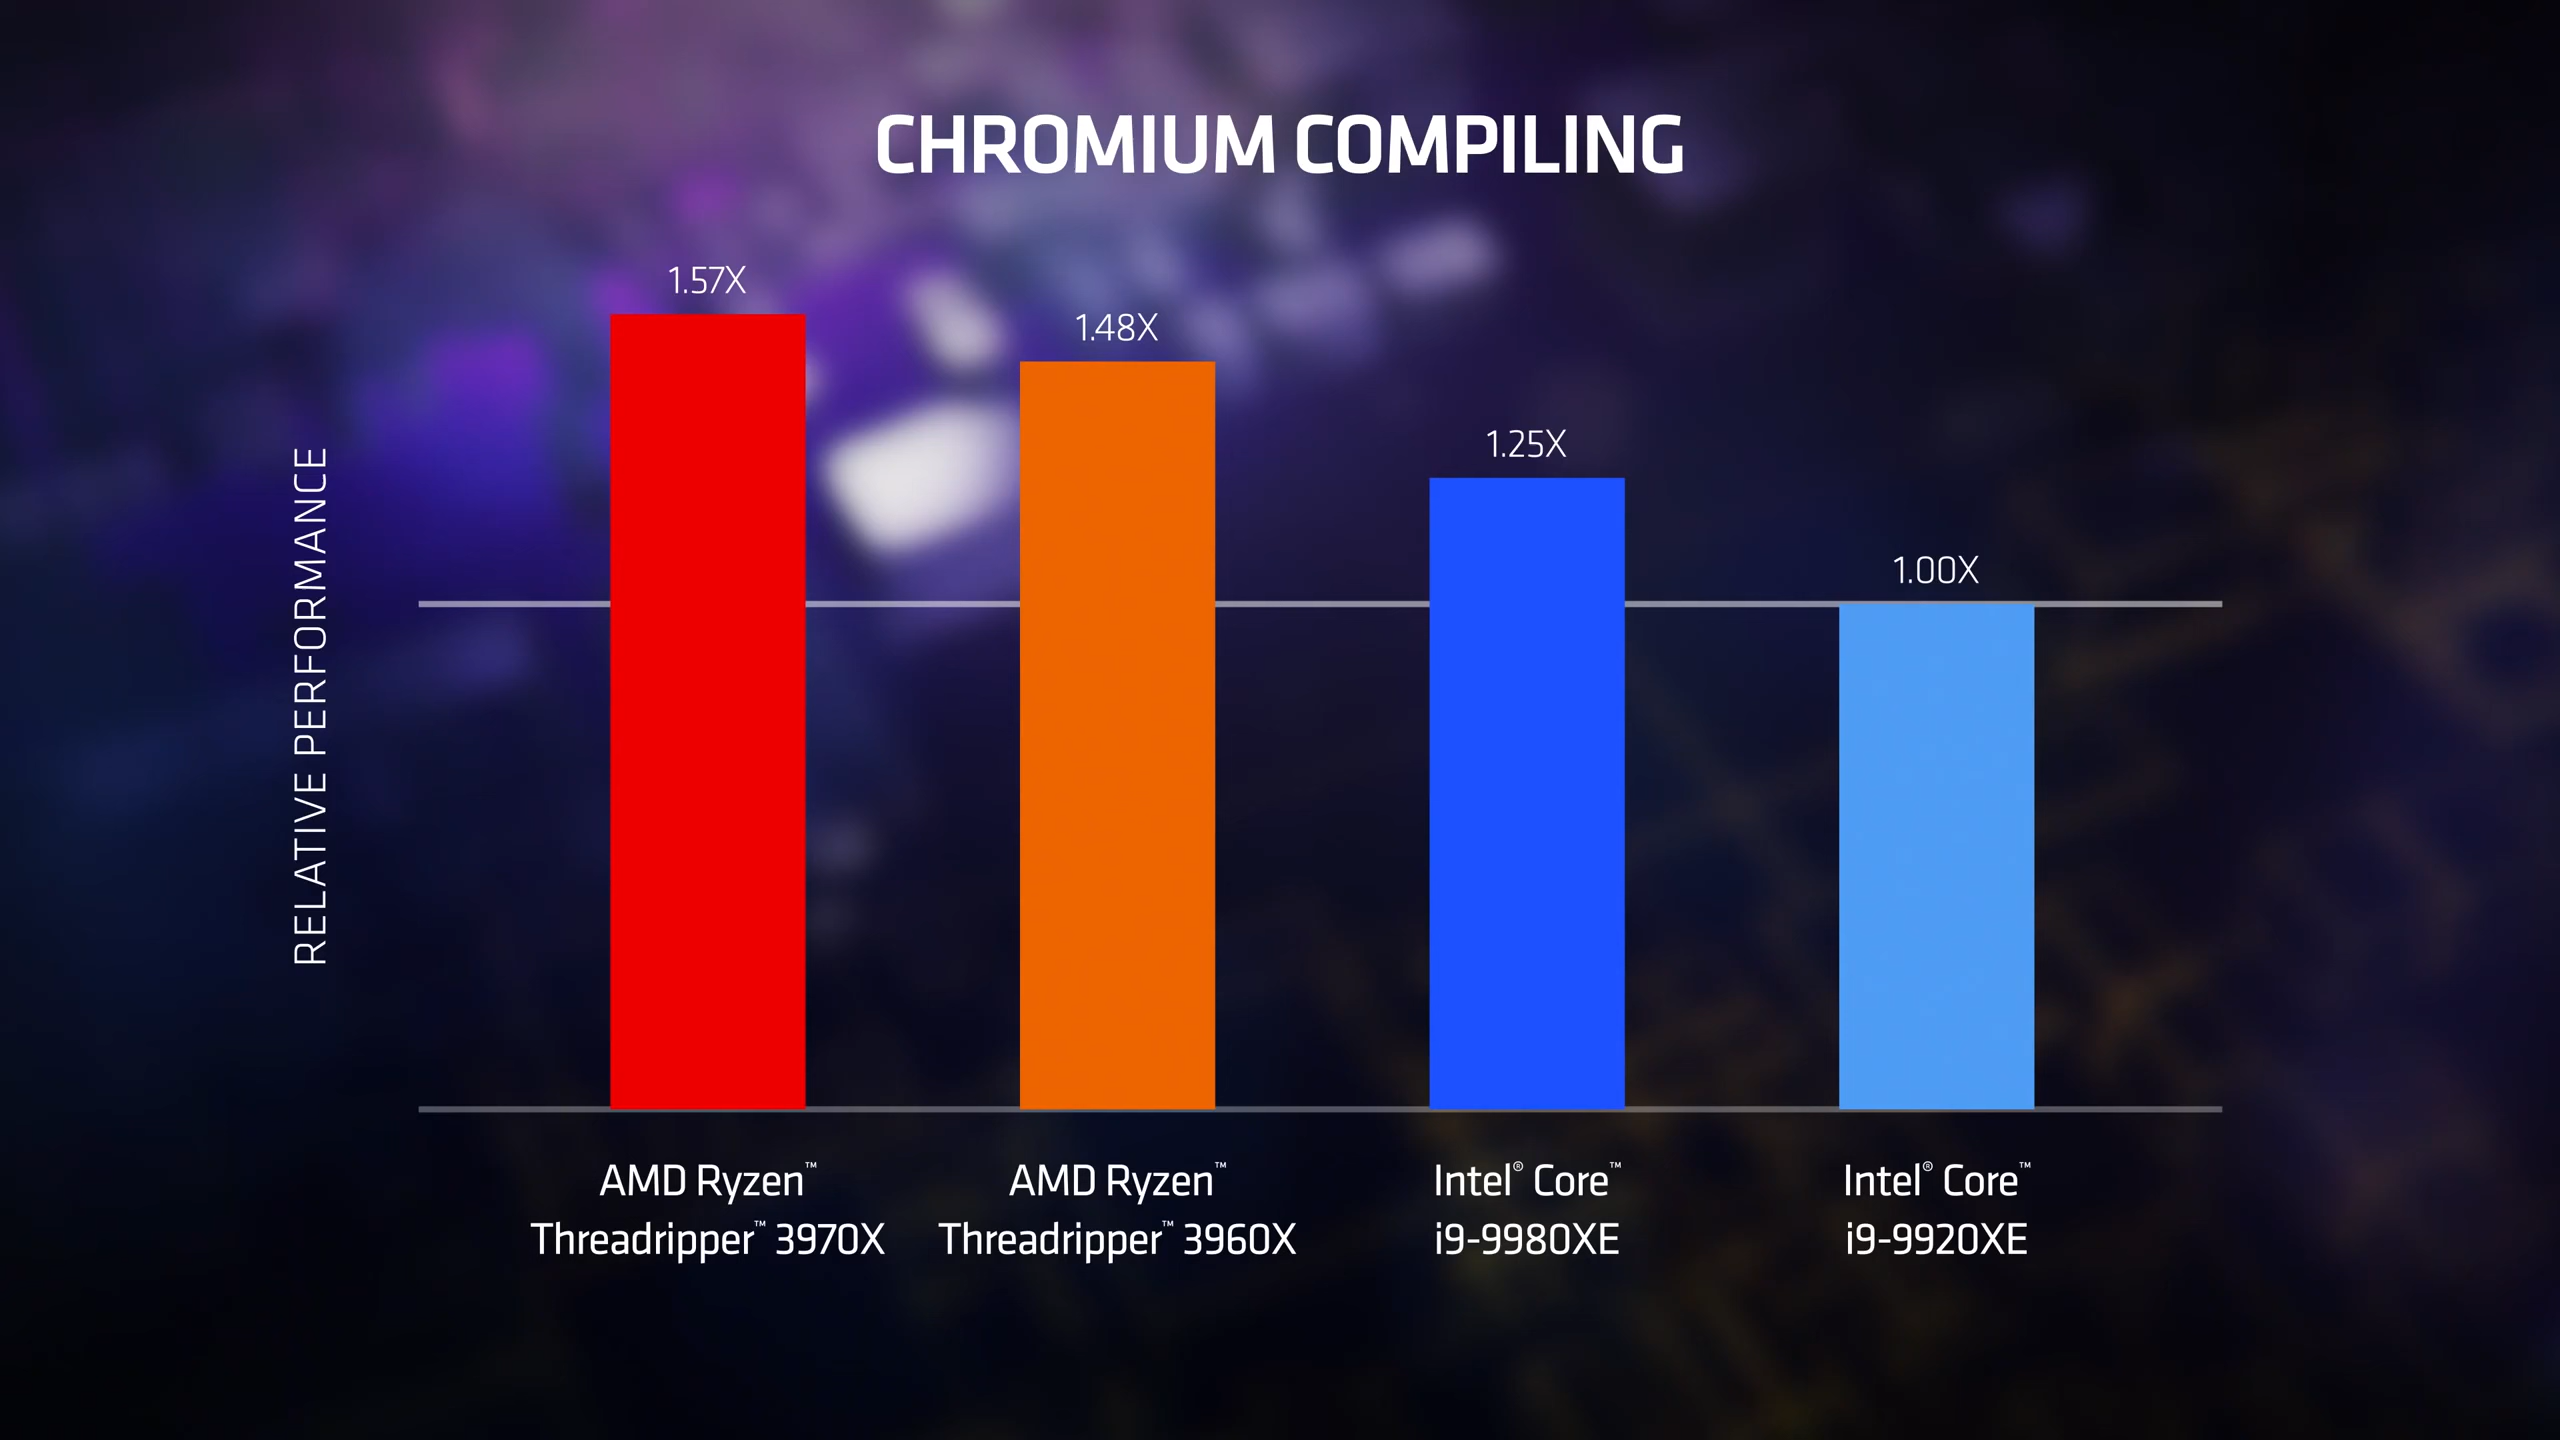 CHROMIUM COMPILING
RELATIVE PERFORMANCE
1.57X
1.48X
1.25X
1.00X
AMD Ryzen™
Threadripper™ 3970X
AMD Ryzen™
Threadripper™ 3960X
Intel® Core™
i9-9980XE
Intel® Core™
i9-9920XE